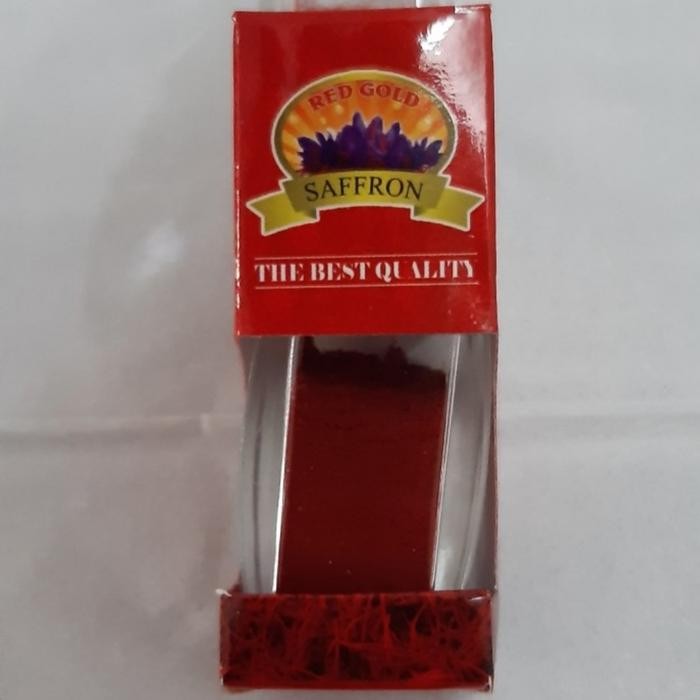 RED GOLD
SAFFRON
THE BEST QUALITY